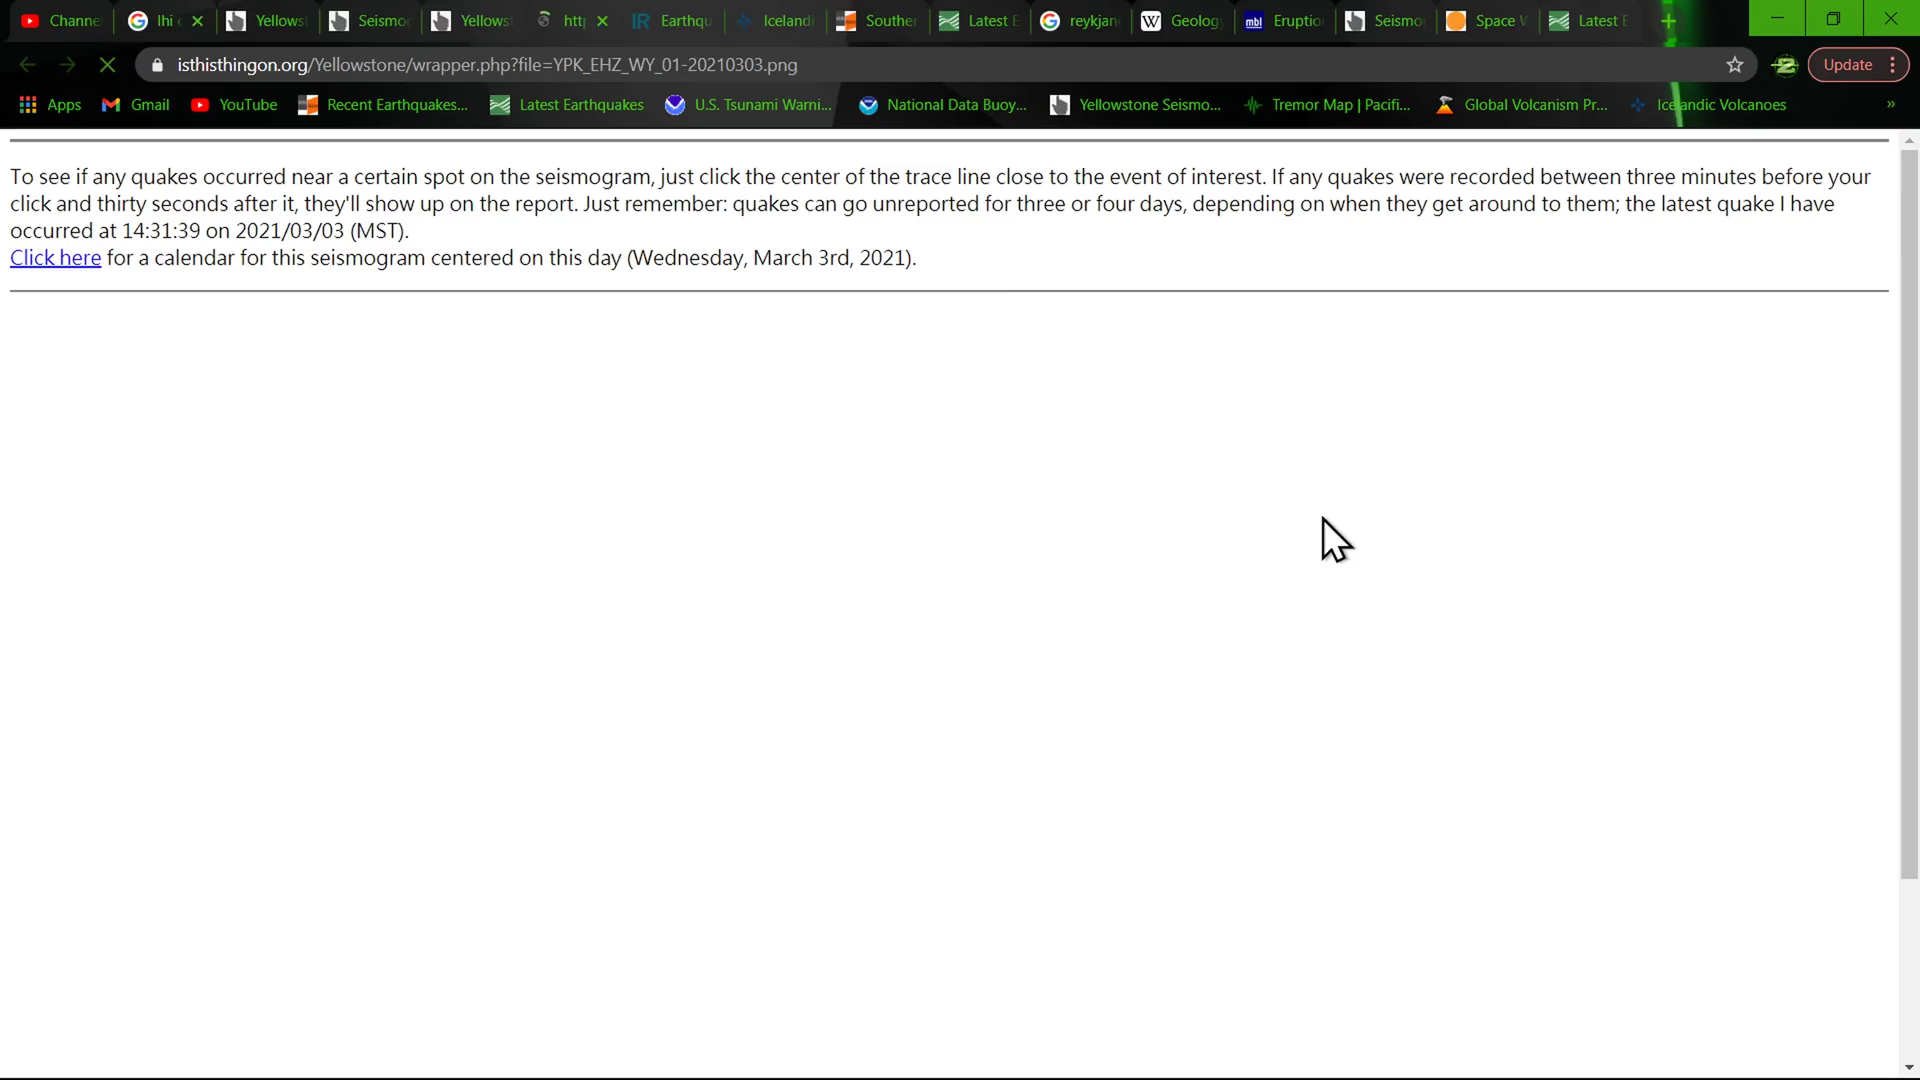 Channe Ihi c Yellows Seismo Yellows htt Earthqu Icelandi Souther Latest E reykjan Geology Eruption Seismo Space W Latest E
isthisthingon.org/Yellowstone/wrapper.php?file=YPK_EHZ_WY_01-20210303.png Update
Apps Gmail YouTube Recent Earthquakes... Latest Earthquakes U.S. Tsunami Warni... National Data Buoy... Yellowstone Seismo... Tremor Map | Pacifi... Global Volcanism Pr... Icelandic Volcanoes »
To see if any quakes occurred near a certain spot on the seismogram, just click the center of the trace line close to the event of interest. If any quakes were recorded between three minutes before your
click and thirty seconds after it, they'll show up on the report. Just remember: quakes can go unreported for three or four days, depending on when they get around to them; the latest quake I have
occurred at 14:31:39 on 2021/03/03 (MST).
Click here for a calendar for this seismogram centered on this day (Wednesday, March 3rd, 2021).